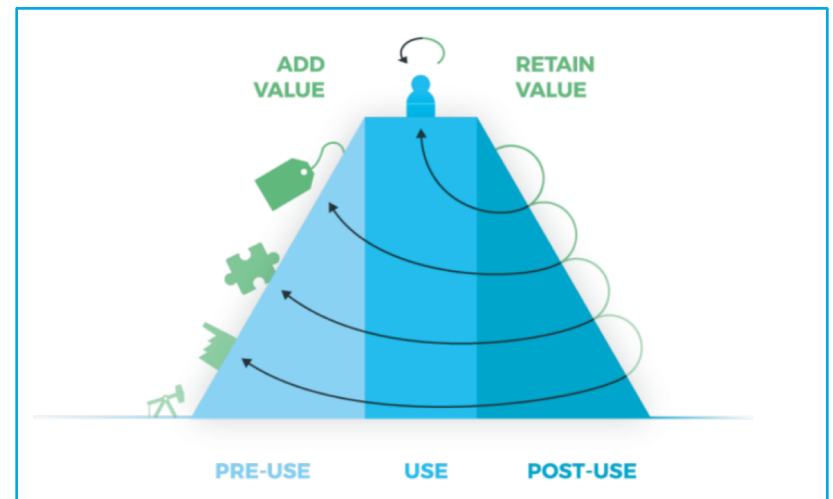 ADD
VALUE
RETAIN
VALUE
PRE-USE
USE
POST-USE